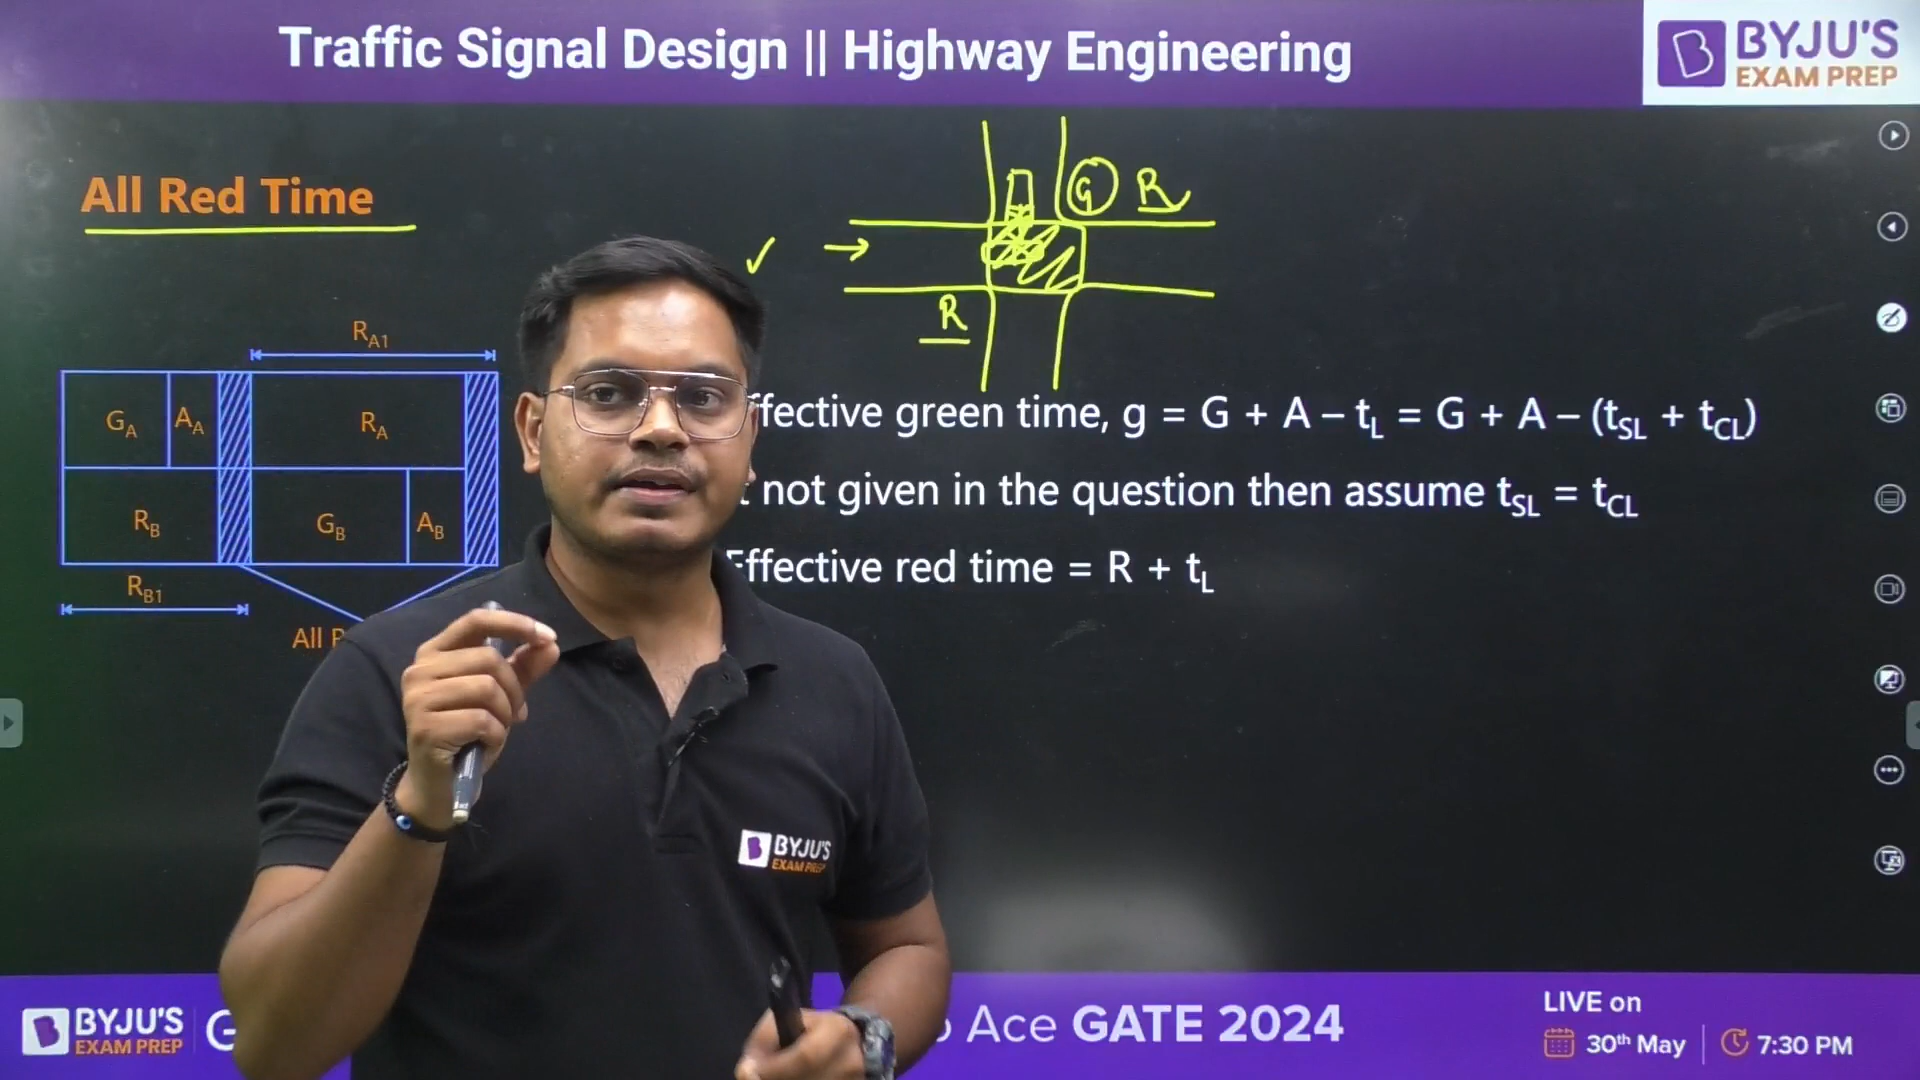 Traffic Signal Design || Highway Engineering
BYJU'S
EXAM PREP
All Red Time
G R
R
R_A1
G_A A_A R_A
R_B G_B A_B
R_B1
All
ffective green time, g = G + A – t_L = G + A – (t_SL + t_CL)
not given in the question then assume t_SL = t_CL
Effective red time = R + t_L
BYJU'S
EXAM PREP
BYJU'S
EXAM PREP
G
Ace GATE 2024
LIVE on
30th May | 7:30 PM